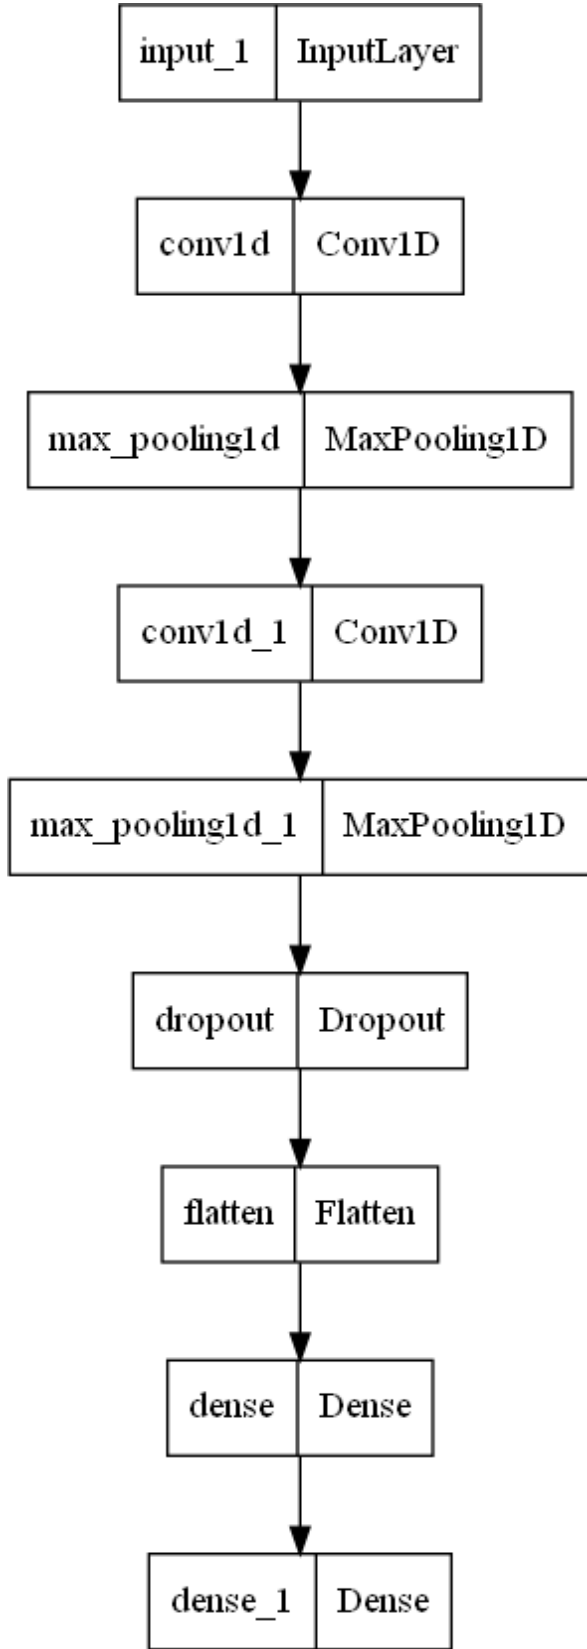 input_1 InputLayer
conv1d Conv1D
max_pooling1d MaxPooling1D
conv1d_1 Conv1D
max_pooling1d_1 MaxPooling1D
dropout Dropout
flatten Flatten
dense Dense
dense_1 Dense